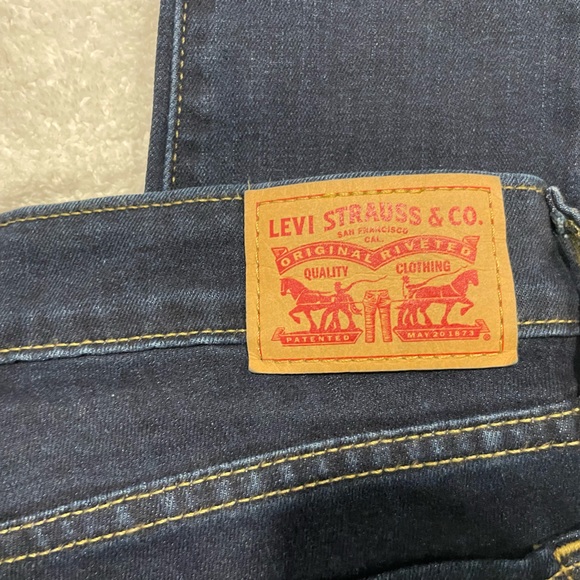 LEVI STRAUSS & CO.
SAN FRANCISCO
CAL.
ORIGINAL RIVETED
QUALITY CLOTHING
PATENTED MAY 20 1873
®